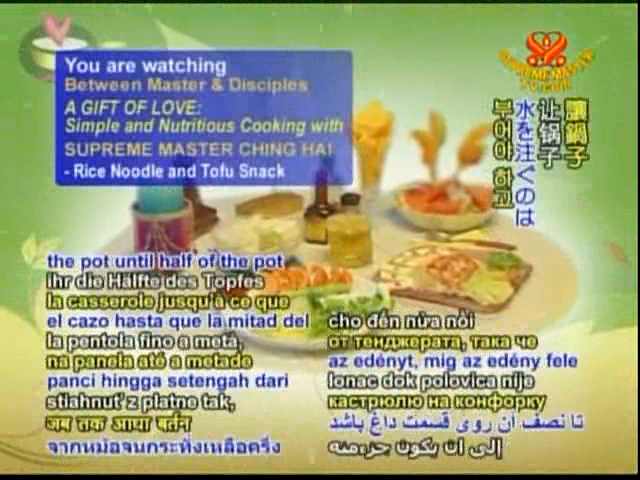 You are watching
Between Master & Disciples
A GIFT OF LOVE:
Simple and Nutritious Cooking with
SUPREME MASTER CHING HAI
- Rice Noodle and Tofu Snack
SUPREME MASTER
讓鍋子
让锅子
水を注ぐのは
부어야 하고
the pot until half of the pot
ihr die Hälfte des Topfes
la casserole jusqu'à ce que
el cazo hasta que la mitad del
la pentola fino a metà,
na panela até a metade
panci hingga setengah dari
stiahnuť z platne tak,
जब तक आधा बर्तन
จากหม้อจนกระทั่งเหลือครึ่ง
cho đến nửa nồi
от тенджерата, така че
az edényt, míg az edény fele
lonac dok polovica nije
кастрюлю на конфорку
تا نصف آن روی قسمت داغ باشد
إلى أن يكون جزءمنه